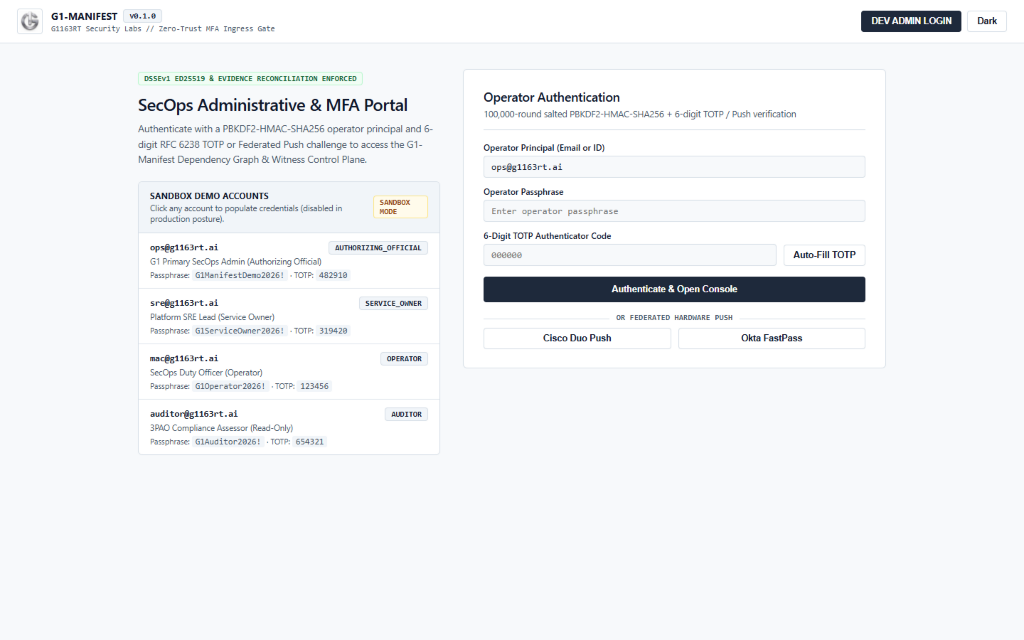 G1-MANIFEST v0.1.0
G1163RT Security Labs // Zero-Trust MFA Ingress Gate
DEV ADMIN LOGIN
Dark
DSSEv1 ED25519 & EVIDENCE RECONCILIATION ENFORCED
SecOps Administrative & MFA Portal
Authenticate with a PBKDF2-HMAC-SHA256 operator principal and 6-
digit RFC 6238 TOTP or Federated Push challenge to access the G1-
Manifest Dependency Graph & Witness Control Plane.
SANDBOX DEMO ACCOUNTS
Click any account to populate credentials (disabled in
production posture).
SANDBOX
MODE
ops@g1163rt.ai
AUTHORIZING_OFFICIAL
G1 Primary SecOps Admin (Authorizing Official)
Passphrase: G1ManifestDemo2026! · TOTP: 482910
sre@g1163rt.ai
SERVICE_OWNER
Platform SRE Lead (Service Owner)
Passphrase: G1ServiceOwner2026! · TOTP: 319420
mac@g1163rt.ai
OPERATOR
SecOps Duty Officer (Operator)
Passphrase: G1Operator2026! · TOTP: 123456
auditor@g1163rt.ai
AUDITOR
3PAO Compliance Assessor (Read-Only)
Passphrase: G1Auditor2026! · TOTP: 654321
Operator Authentication
100,000-round salted PBKDF2-HMAC-SHA256 + 6-digit TOTP / Push verification
Operator Principal (Email or ID)
ops@g1163rt.ai
Operator Passphrase
Enter operator passphrase
6-Digit TOTP Authenticator Code
000000
Auto-Fill TOTP
Authenticate & Open Console
OR FEDERATED HARDWARE PUSH
Cisco Duo Push
Okta FastPass